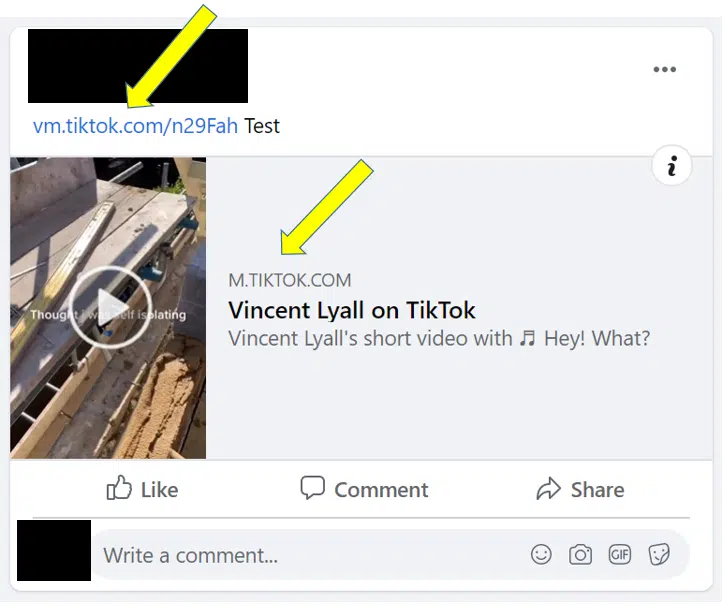 vm.tiktok.com/n29Fah Test
Thought I was self isolating
M.TIKTOK.COM
Vincent Lyall on TikTok
Vincent Lyall's short video with 🎵 Hey! What?
Like Comment Share
Write a comment...
GIF